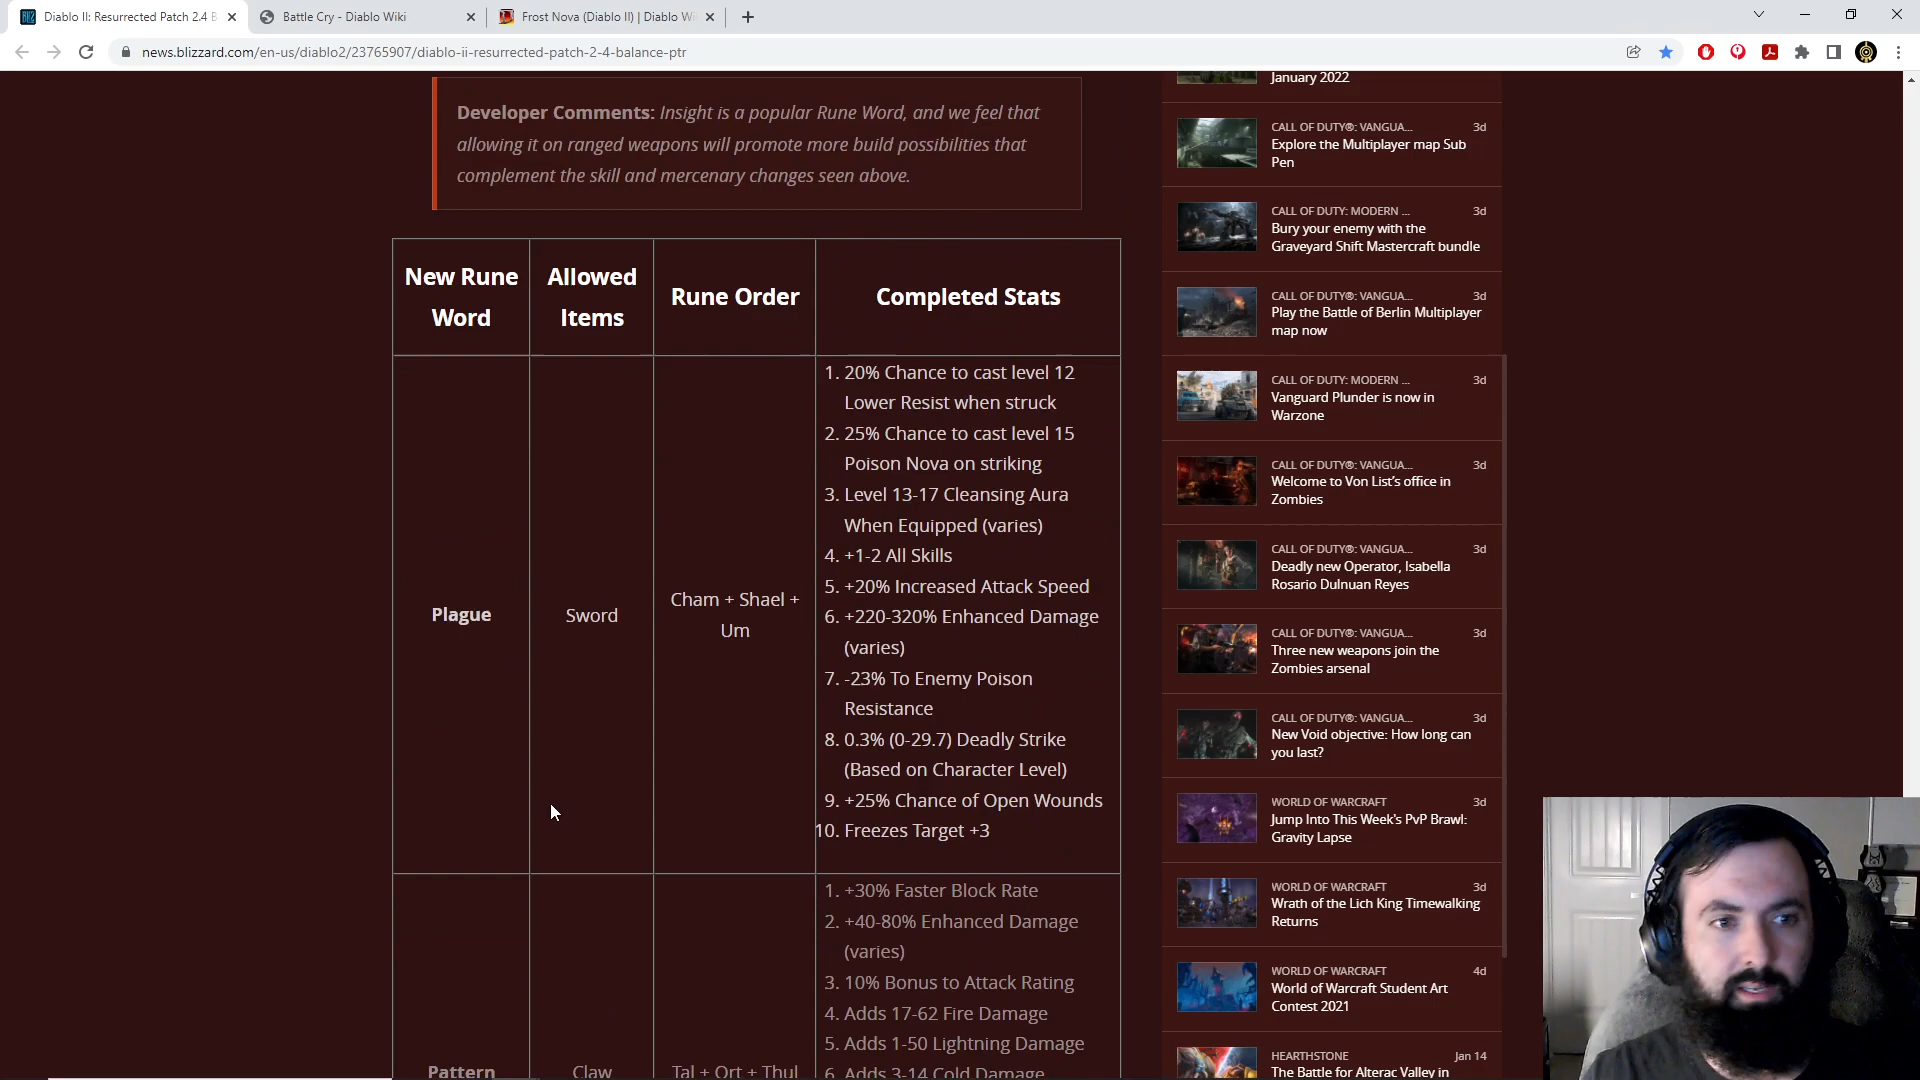 Diablo II: Resurrected Patch 2.4 B
Battle Cry - Diablo Wiki
Frost Nova (Diablo II) | Diablo Wi
news.blizzard.com/en-us/diablo2/23765907/diablo-ii-resurrected-patch-2-4-balance-ptr
Developer Comments: Insight is a popular Rune Word, and we feel that
allowing it on ranged weapons will promote more build possibilities that
complement the skill and mercenary changes seen above.
New Rune
Word
Allowed
Items
Rune Order
Completed Stats
Plague
Sword
Cham + Shael +
Um
1. 20% Chance to cast level 12
Lower Resist when struck
2. 25% Chance to cast level 15
Poison Nova on striking
3. Level 13-17 Cleansing Aura
When Equipped (varies)
4. +1-2 All Skills
5. +20% Increased Attack Speed
6. +220-320% Enhanced Damage
(varies)
7. -23% To Enemy Poison
Resistance
8. 0.3% (0-29.7) Deadly Strike
(Based on Character Level)
9. +25% Chance of Open Wounds
10. Freezes Target +3
Pattern
Claw
Tal + Ort + Thul
1. +30% Faster Block Rate
2. +40-80% Enhanced Damage
(varies)
3. 10% Bonus to Attack Rating
4. Adds 17-62 Fire Damage
5. Adds 1-50 Lightning Damage
6. Adds 3-14 Cold Damage
January 2022
CALL OF DUTY®: VANGUA... 3d
Explore the Multiplayer map Sub
Pen
CALL OF DUTY: MODERN ... 3d
Bury your enemy with the
Graveyard Shift Mastercraft bundle
CALL OF DUTY®: VANGUA... 3d
Play the Battle of Berlin Multiplayer
map now
CALL OF DUTY: MODERN ... 3d
Vanguard Plunder is now in
Warzone
CALL OF DUTY®: VANGUA... 3d
Welcome to Von List's office in
Zombies
CALL OF DUTY®: VANGUA... 3d
Deadly new Operator, Isabella
Rosario Dulnuan Reyes
CALL OF DUTY®: VANGUA... 3d
Three new weapons join the
Zombies arsenal
CALL OF DUTY®: VANGUA... 3d
New Void objective: How long can
you last?
WORLD OF WARCRAFT 3d
Jump Into This Week's PvP Brawl:
Gravity Lapse
WORLD OF WARCRAFT 3d
Wrath of the Lich King Timewalking
Returns
WORLD OF WARCRAFT 4d
World of Warcraft Student Art
Contest 2021
HEARTHSTONE Jan 14
The Battle for Alterac Valley in